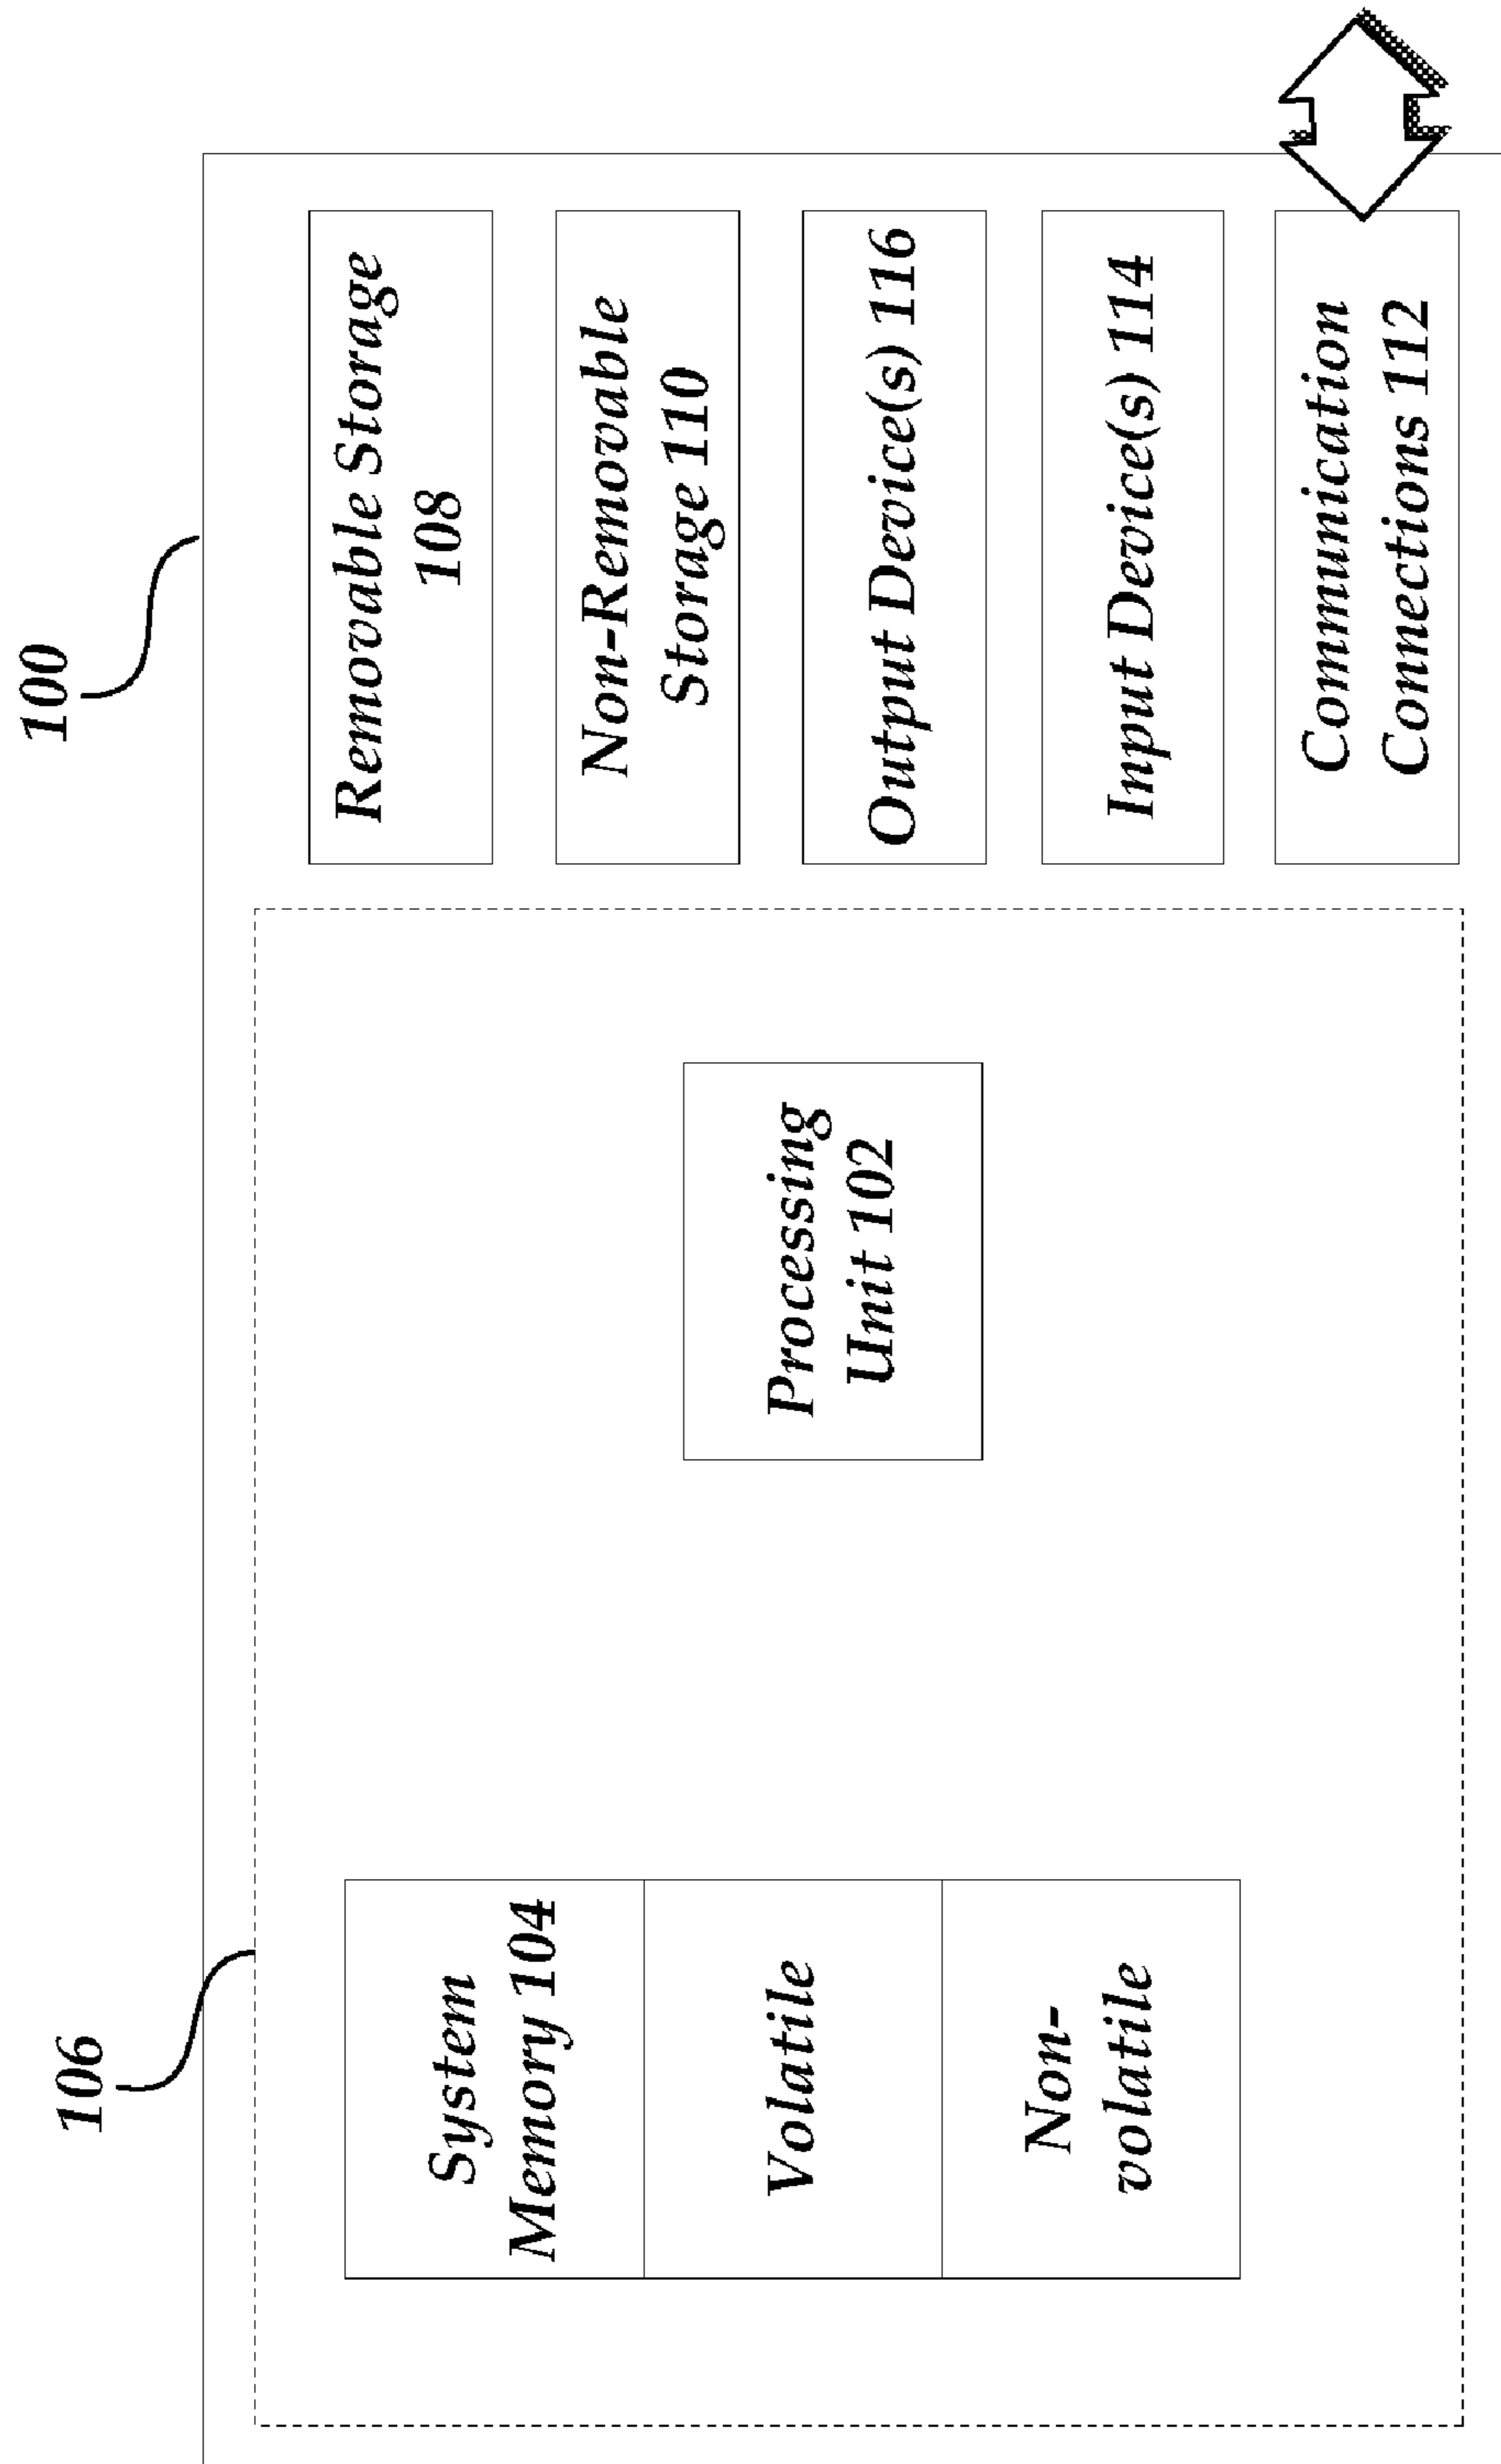 100
106
System
Memory 104
Volatile
Non-
volatile
Processing
Unit 102
Removable Storage
108
Non-Removable
Storage 110
Output Device(s) 116
Input Device(s) 114
Communication
Connections 112